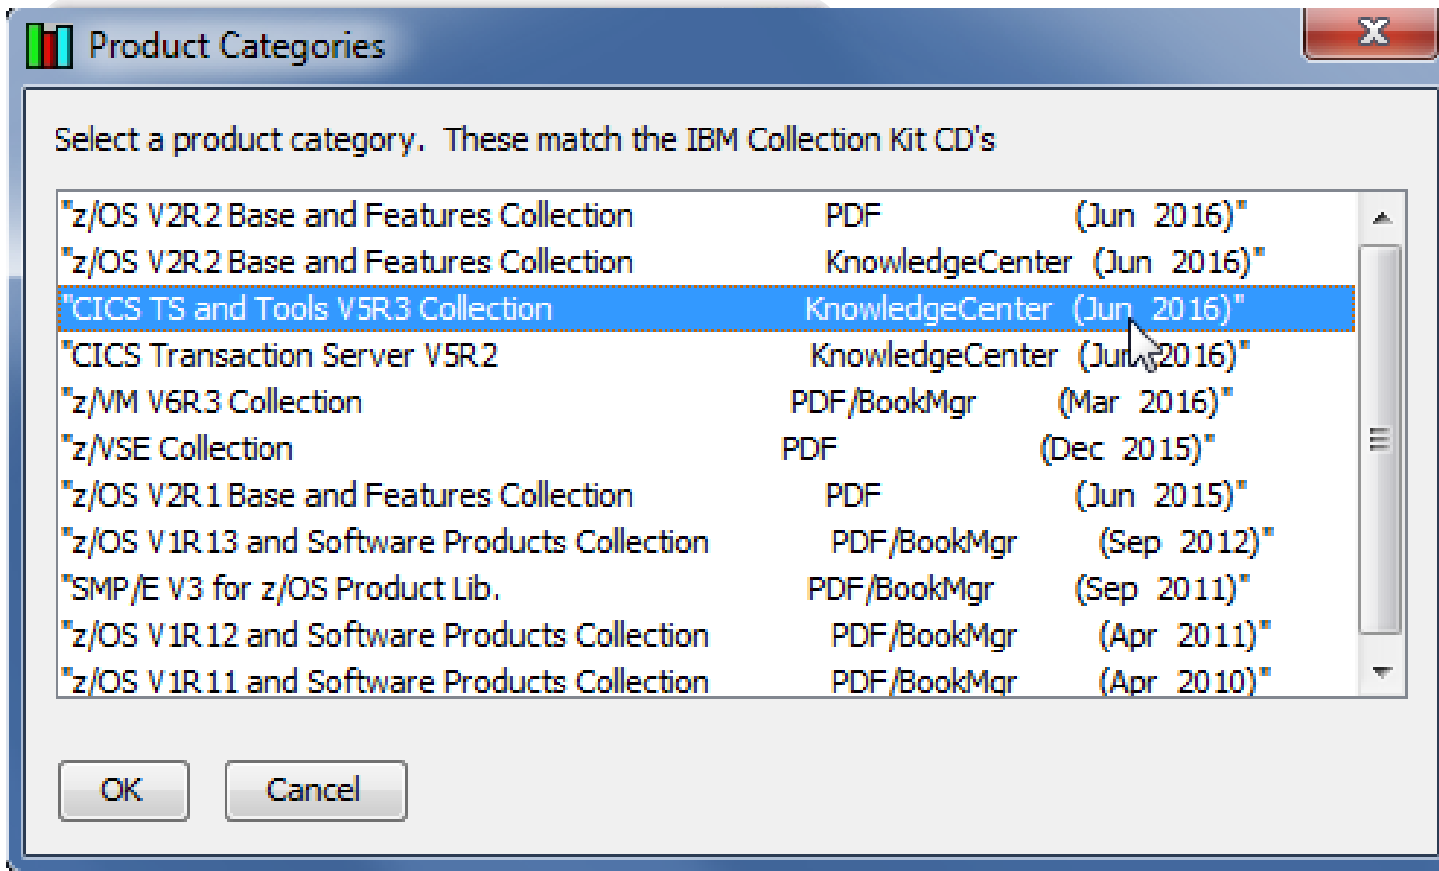 Product Categories
Select a product category. These match the IBM Collection Kit CD's
"z/OS V2R2 Base and Features Collection PDF (Jun 2016)"
"z/OS V2R2 Base and Features Collection KnowledgeCenter (Jun 2016)"
"CICS TS and Tools V5R3 Collection KnowledgeCenter (Jun 2016)"
"CICS Transaction Server V5R2 KnowledgeCenter (Jun 2016)"
"z/VM V6R3 Collection PDF/BookMgr (Mar 2016)"
"z/VSE Collection PDF (Dec 2015)"
"z/OS V2R1 Base and Features Collection PDF (Jun 2015)"
"z/OS V1R13 and Software Products Collection PDF/BookMgr (Sep 2012)"
"SMP/E V3 for z/OS Product Lib. PDF/BookMgr (Sep 2011)"
"z/OS V1R12 and Software Products Collection PDF/BookMgr (Apr 2011)"
"z/OS V1R11 and Software Products Collection PDF/BookMgr (Apr 2010)"
OK Cancel